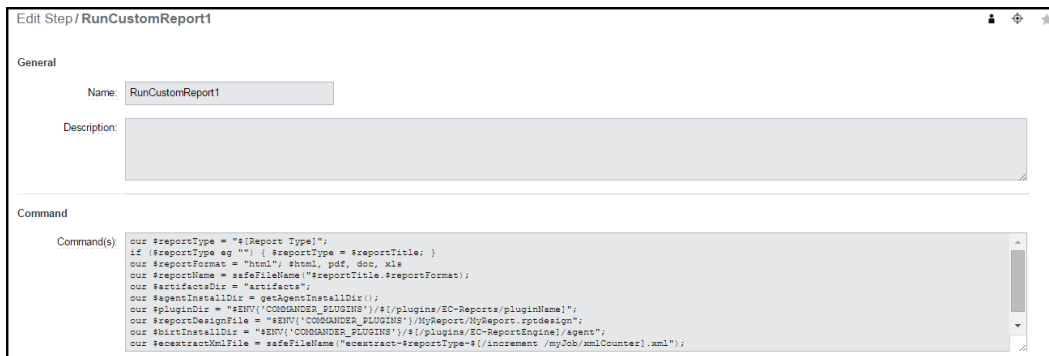 Edit Step / RunCustomReport1
General
Name: RunCustomReport1
Description:
Command
Command(s): our $reportType = "$[Report Type]";
if ($reportType eg "") { $reportType = $reportTitle; }
our $reportFormat = "html"; #html, pdf, doc, xls
our $reportName = safeFileName("$reportTitle.$reportFormat);
our $artifactsDir = "artifacts";
our $agentInstallDir = getAgentInstallDir();
our $pluginDir = "$ENV{'COMMANDER_PLUGINS'}/$[/plugins/EC-Reports/pluginName]";
our $reportDesignFile = "$ENV{'COMMANDER_PLUGINS'}/MyReport/MyReport.rptdesign";
our $birtInstallDir = "$ENV{'COMMANDER_PLUGINS'}/$[/plugins/EC-ReportEngine]/agent";
our $ecextractXmlFile = safeFileName("ecextract-$reportType-$[/increment /myJob/xmlCounter].xml");